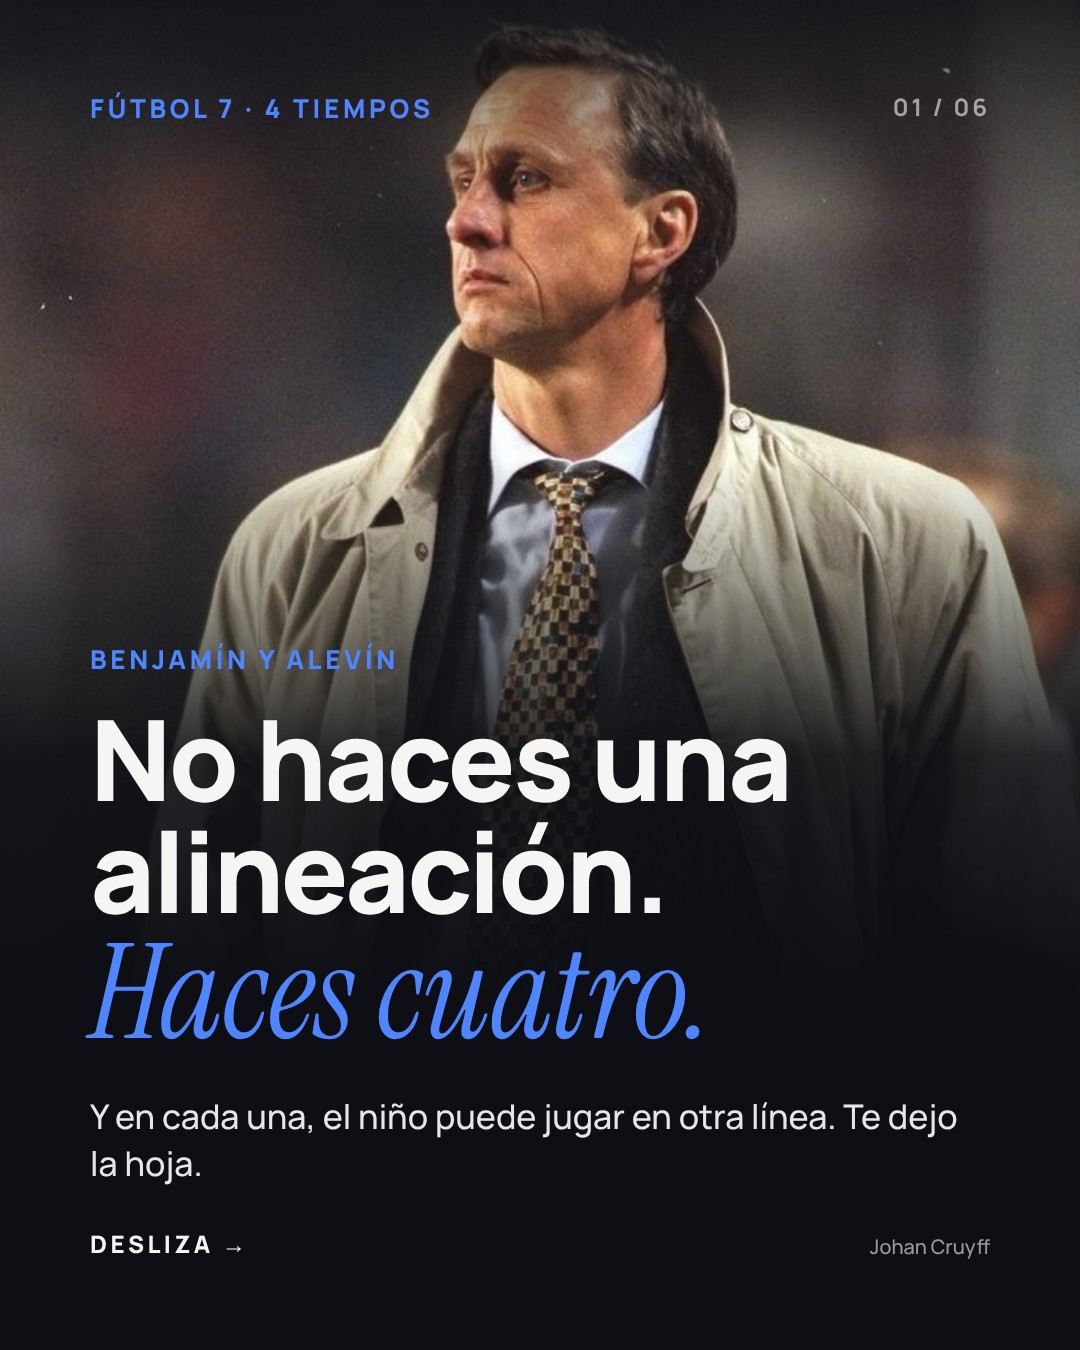 FÚTBOL 7 · 4 TIEMPOS
01 / 06
BENJAMÍN Y ALEVÍN
No haces una
alineación.
Haces cuatro.
Y en cada una, el niño puede jugar en otra línea. Te dejo
la hoja.
DESLIZA →
Johan Cruyff